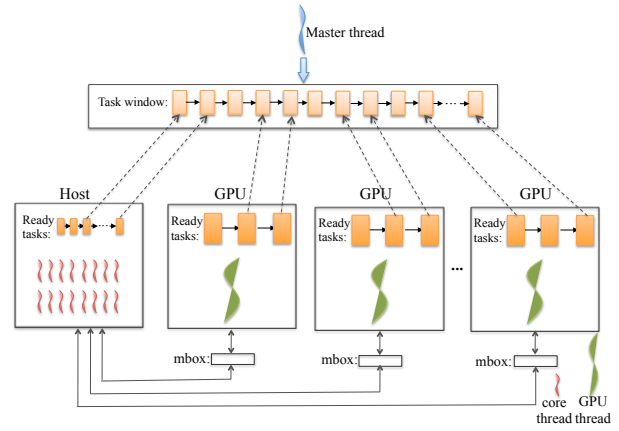 Master thread
Task window:
Host
GPU
GPU
GPU
Ready
tasks:
Ready
tasks:
Ready
tasks:
Ready
tasks:
...
mbox:
mbox:
mbox:
core
thread
GPU
thread